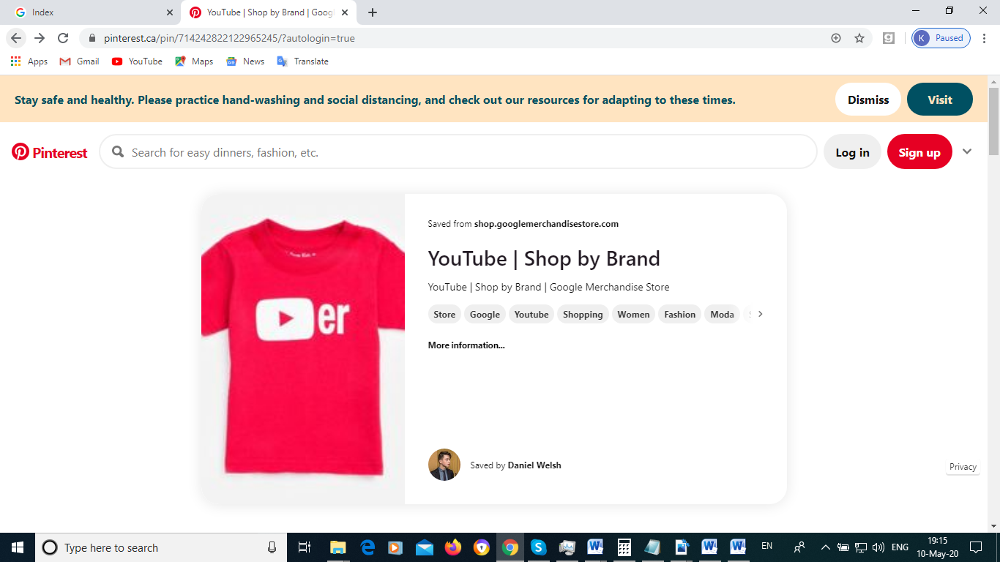 Index
YouTube | Shop by Brand | Goog
pinterest.ca/pin/714242822122965245/?autologin=true
K Paused
Apps Gmail YouTube Maps News Translate
Stay safe and healthy. Please practice hand-washing and social distancing, and check out our resources for adapting to these times.
Dismiss
Visit
Pinterest
Search for easy dinners, fashion, etc.
Log in
Sign up
er
Saved from shop.googlemerchandisestore.com
YouTube | Shop by Brand
YouTube | Shop by Brand | Google Merchandise Store
Store Google Youtube Shopping Women Fashion Moda
More information...
Saved by Daniel Welsh
Privacy
Type here to search
EN
ENG
19:15
10-May-20